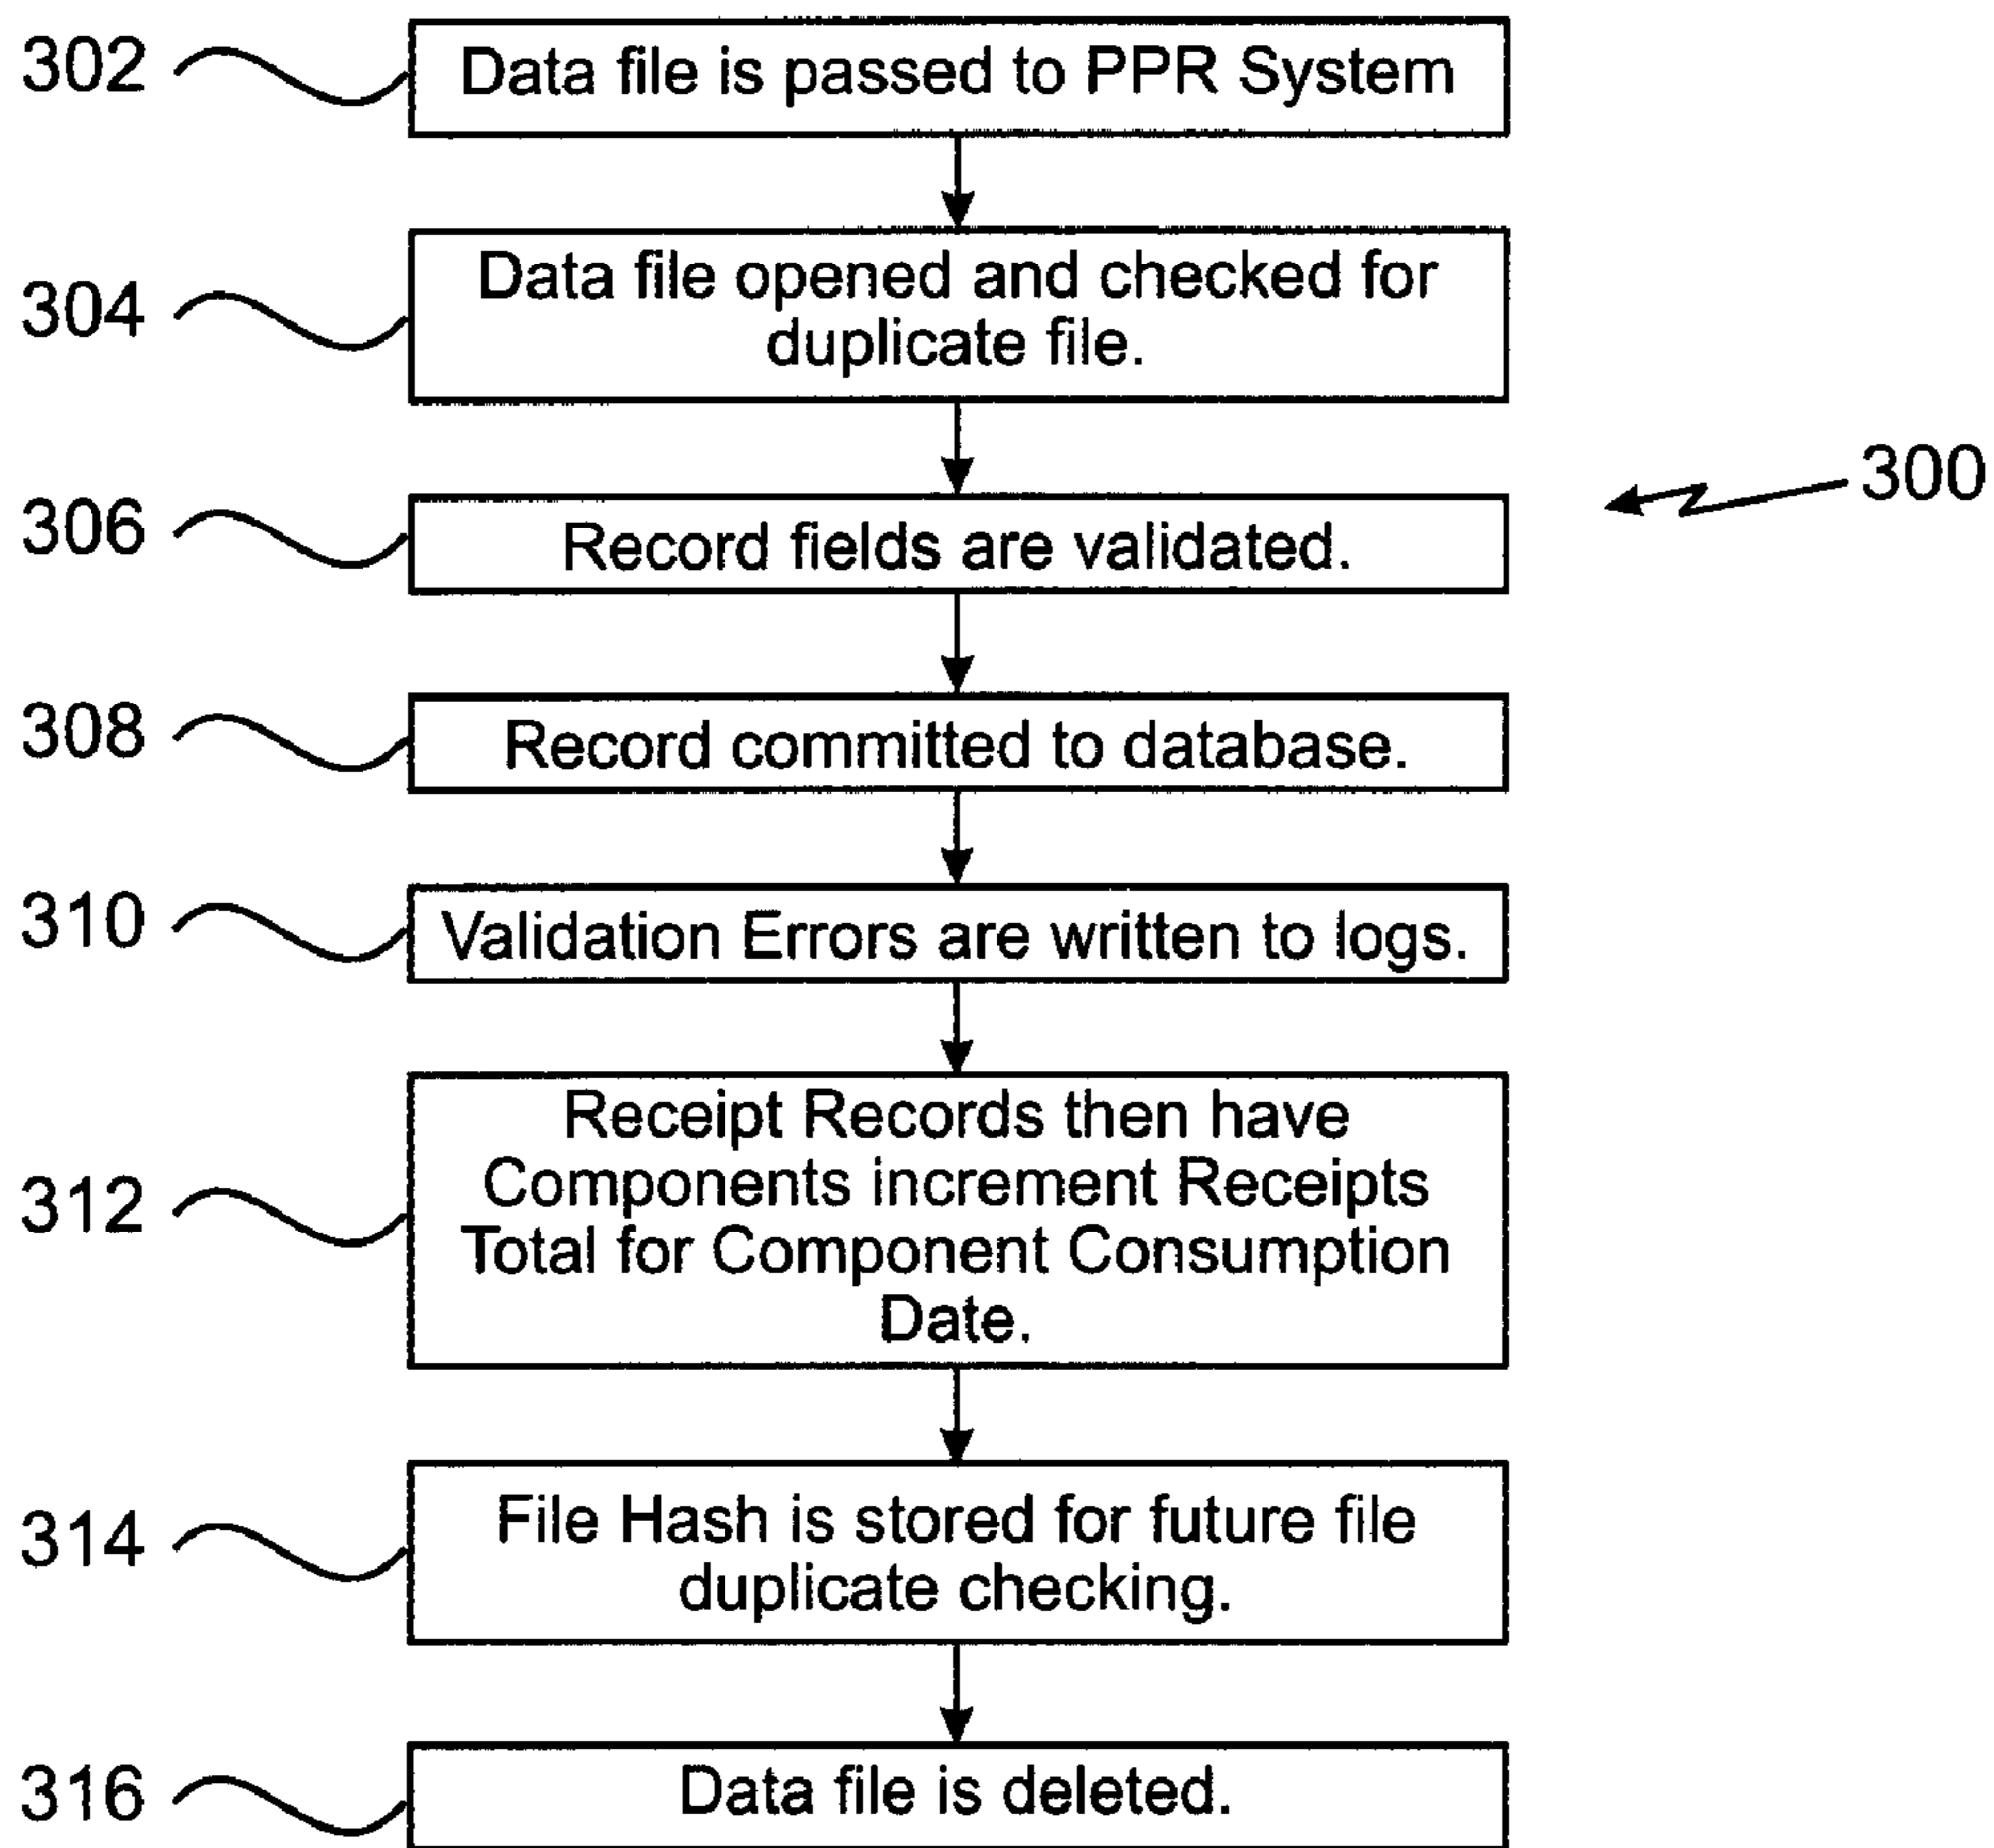 302
Data file is passed to PPR System
304
Data file opened and checked for
duplicate file.
300
306
Record fields are validated.
308
Record committed to database.
310
Validation Errors are written to logs.
312
Receipt Records then have
Components increment Receipts
Total for Component Consumption
Date.
314
File Hash is stored for future file
duplicate checking.
316
Data file is deleted.